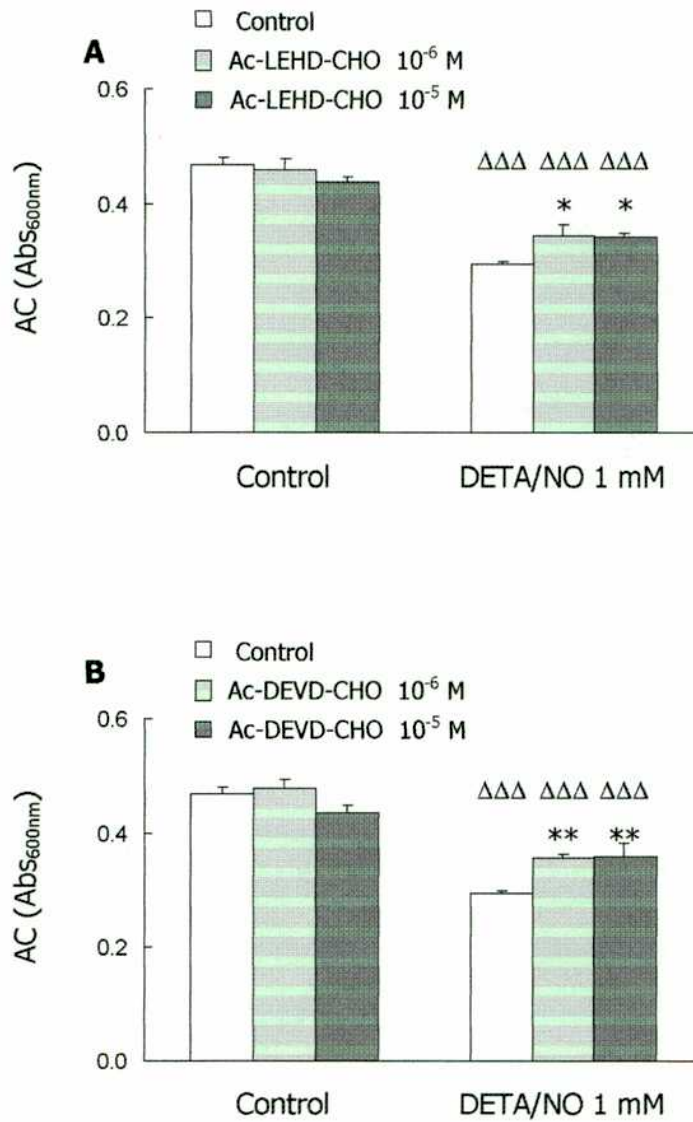 Control
A
Ac-LEHD-CHO 10⁻⁶ M
Ac-LEHD-CHO 10⁻⁵ M
0.6
ΔΔΔ ΔΔΔ ΔΔΔ
* *
0.4
0.2
0.0
AC (Abs₆₀₀ₙₘ)
Control DETA/NO 1 mM
Control
B
Ac-DEVD-CHO 10⁻⁶ M
Ac-DEVD-CHO 10⁻⁵ M
0.6
ΔΔΔ ΔΔΔ ΔΔΔ
** **
0.4
0.2
0.0
AC (Abs₆₀₀ₙₘ)
Control DETA/NO 1 mM